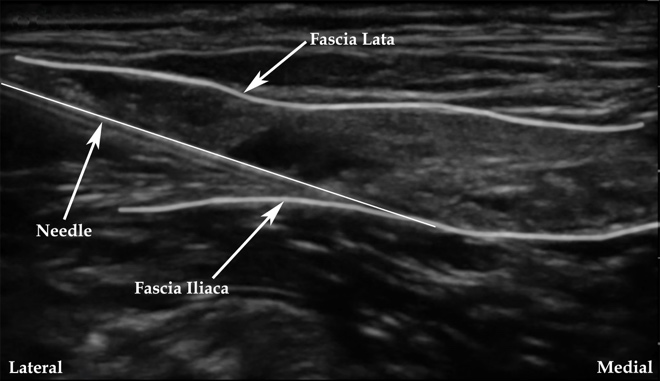 Fascia Lata
Needle
Fascia Iliaca
Lateral
Medial